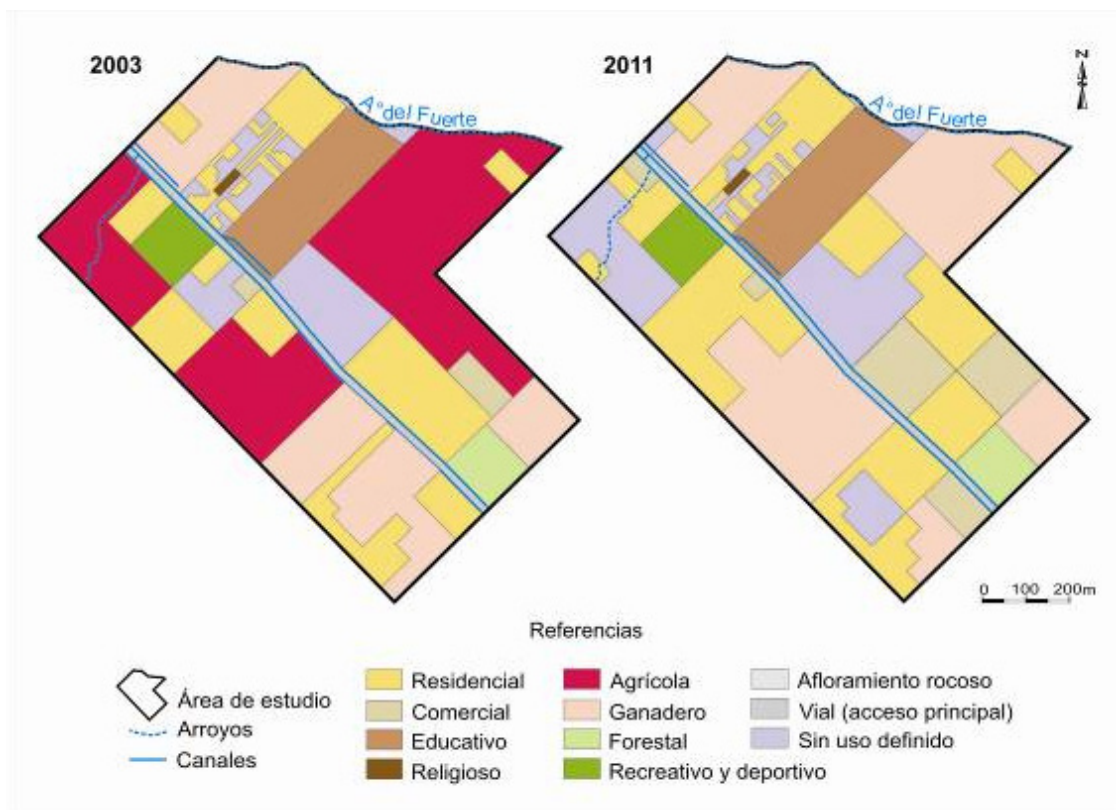 2003
2011
N
A° del Fuerte
A° del Fuerte
0 100 200m
Referencias
Área de estudio
Arroyos
Canales
Residencial
Comercial
Educativo
Religioso
Agrícola
Ganadero
Forestal
Recreativo y deportivo
Afloramiento rocoso
Vial (acceso principal)
Sin uso definido